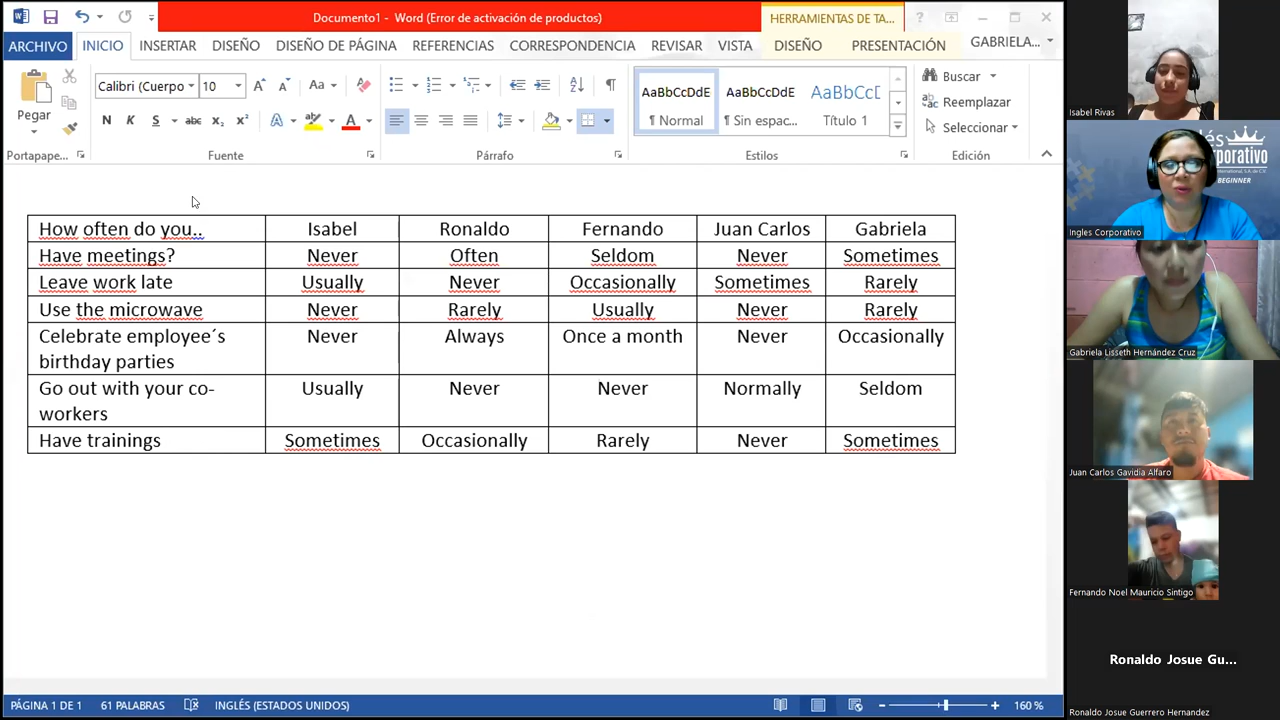 Documento1 - Word (Error de activación de productos)
HERRAMIENTAS DE TA...
ARCHIVO INICIO INSERTAR DISEÑO DISEÑO DE PÁGINA REFERENCIAS CORRESPONDENCIA REVISAR VISTA DISEÑO PRESENTACIÓN GABRIELA...
Calibri (Cuerpo 10 Aa
Pegar
N K S abc x₂ x² A ab A
AaBbCcDdE AaBbCcDdE AaBbCcD
¶ Normal ¶ Sin espac... Título 1
Buscar
Reemplazar
Seleccionar
Portapape... Fuente Párrafo Estilos Edición
How often do you.. Isabel Ronaldo Fernando Juan Carlos Gabriela
Have meetings? Never Often Seldom Never Sometimes
Leave work late Usually Never Occasionally Sometimes Rarely
Use the microwave Never Rarely Usually Never Rarely
Celebrate employee´s birthday parties Never Always Once a month Never Occasionally
Go out with your co-workers Usually Never Never Normally Seldom
Have trainings Sometimes Occasionally Rarely Never Sometimes
PÁGINA 1 DE 1 61 PALABRAS INGLÉS (ESTADOS UNIDOS) 160 %
Isabel Rivas
BEGINNER
Ingles Corporativo
Gabriela Lisseth Hernández Cruz
Juan Carlos Gavidia Alfaro
Fernando Noel Mauricio Sintigo
Ronaldo Josue Gu...
Ronaldo Josue Guerrero Hernandez